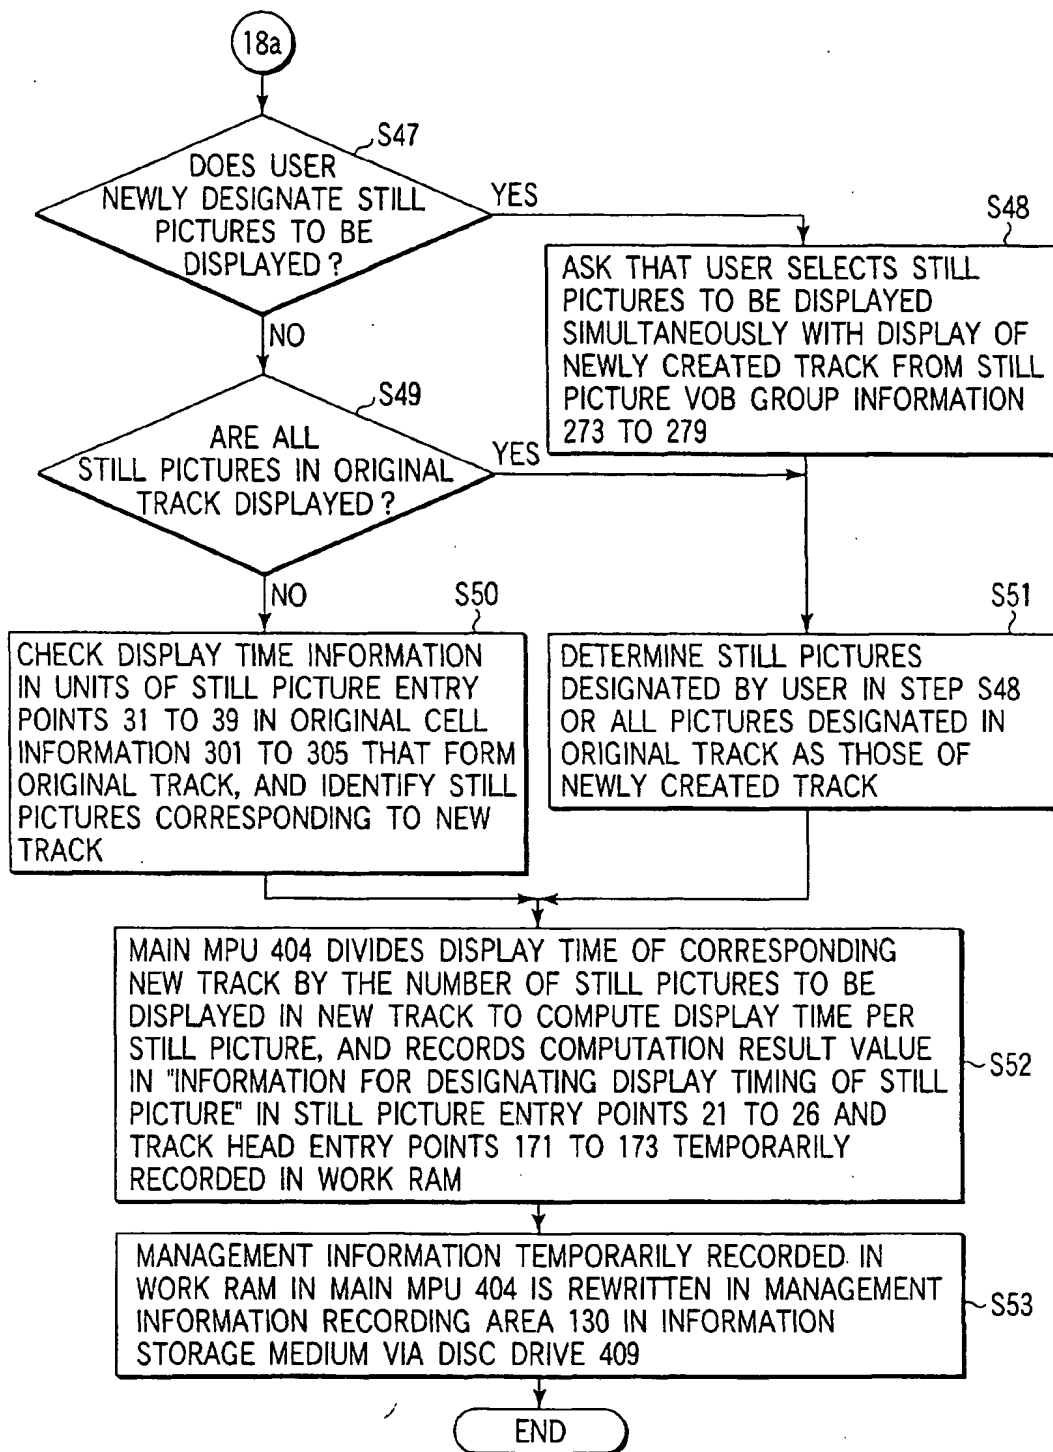 18a
S47
DOES USER
NEWLY DESIGNATE STILL
PICTURES TO BE
DISPLAYED?
YES
NO
S48
ASK THAT USER SELECTS STILL
PICTURES TO BE DISPLAYED
SIMULTANEOUSLY WITH DISPLAY OF
NEWLY CREATED TRACK FROM STILL
PICTURE VOB GROUP INFORMATION
273 TO 279
S49
ARE ALL
STILL PICTURES IN ORIGINAL
TRACK DISPLAYED?
YES
NO
S50
CHECK DISPLAY TIME INFORMATION
IN UNITS OF STILL PICTURE ENTRY
POINTS 31 TO 39 IN ORIGINAL CELL
INFORMATION 301 TO 305 THAT FORM
ORIGINAL TRACK, AND IDENTIFY STILL
PICTURES CORRESPONDING TO NEW
TRACK
S51
DETERMINE STILL PICTURES
DESIGNATED BY USER IN STEP S48
OR ALL PICTURES DESIGNATED IN
ORIGINAL TRACK AS THOSE OF
NEWLY CREATED TRACK
MAIN MPU 404 DIVIDES DISPLAY TIME OF CORRESPONDING
NEW TRACK BY THE NUMBER OF STILL PICTURES TO BE
DISPLAYED IN NEW TRACK TO COMPUTE DISPLAY TIME PER
STILL PICTURE, AND RECORDS COMPUTATION RESULT VALUE
IN "INFORMATION FOR DESIGNATING DISPLAY TIMING OF STILL
PICTURE" IN STILL PICTURE ENTRY POINTS 21 TO 26 AND
TRACK HEAD ENTRY POINTS 171 TO 173 TEMPORARILY
RECORDED IN WORK RAM
S52
MANAGEMENT INFORMATION TEMPORARILY RECORDED IN
WORK RAM IN MAIN MPU 404 IS REWRITTEN IN MANAGEMENT
INFORMATION RECORDING AREA 130 IN INFORMATION
STORAGE MEDIUM VIA DISC DRIVE 409
S53
END